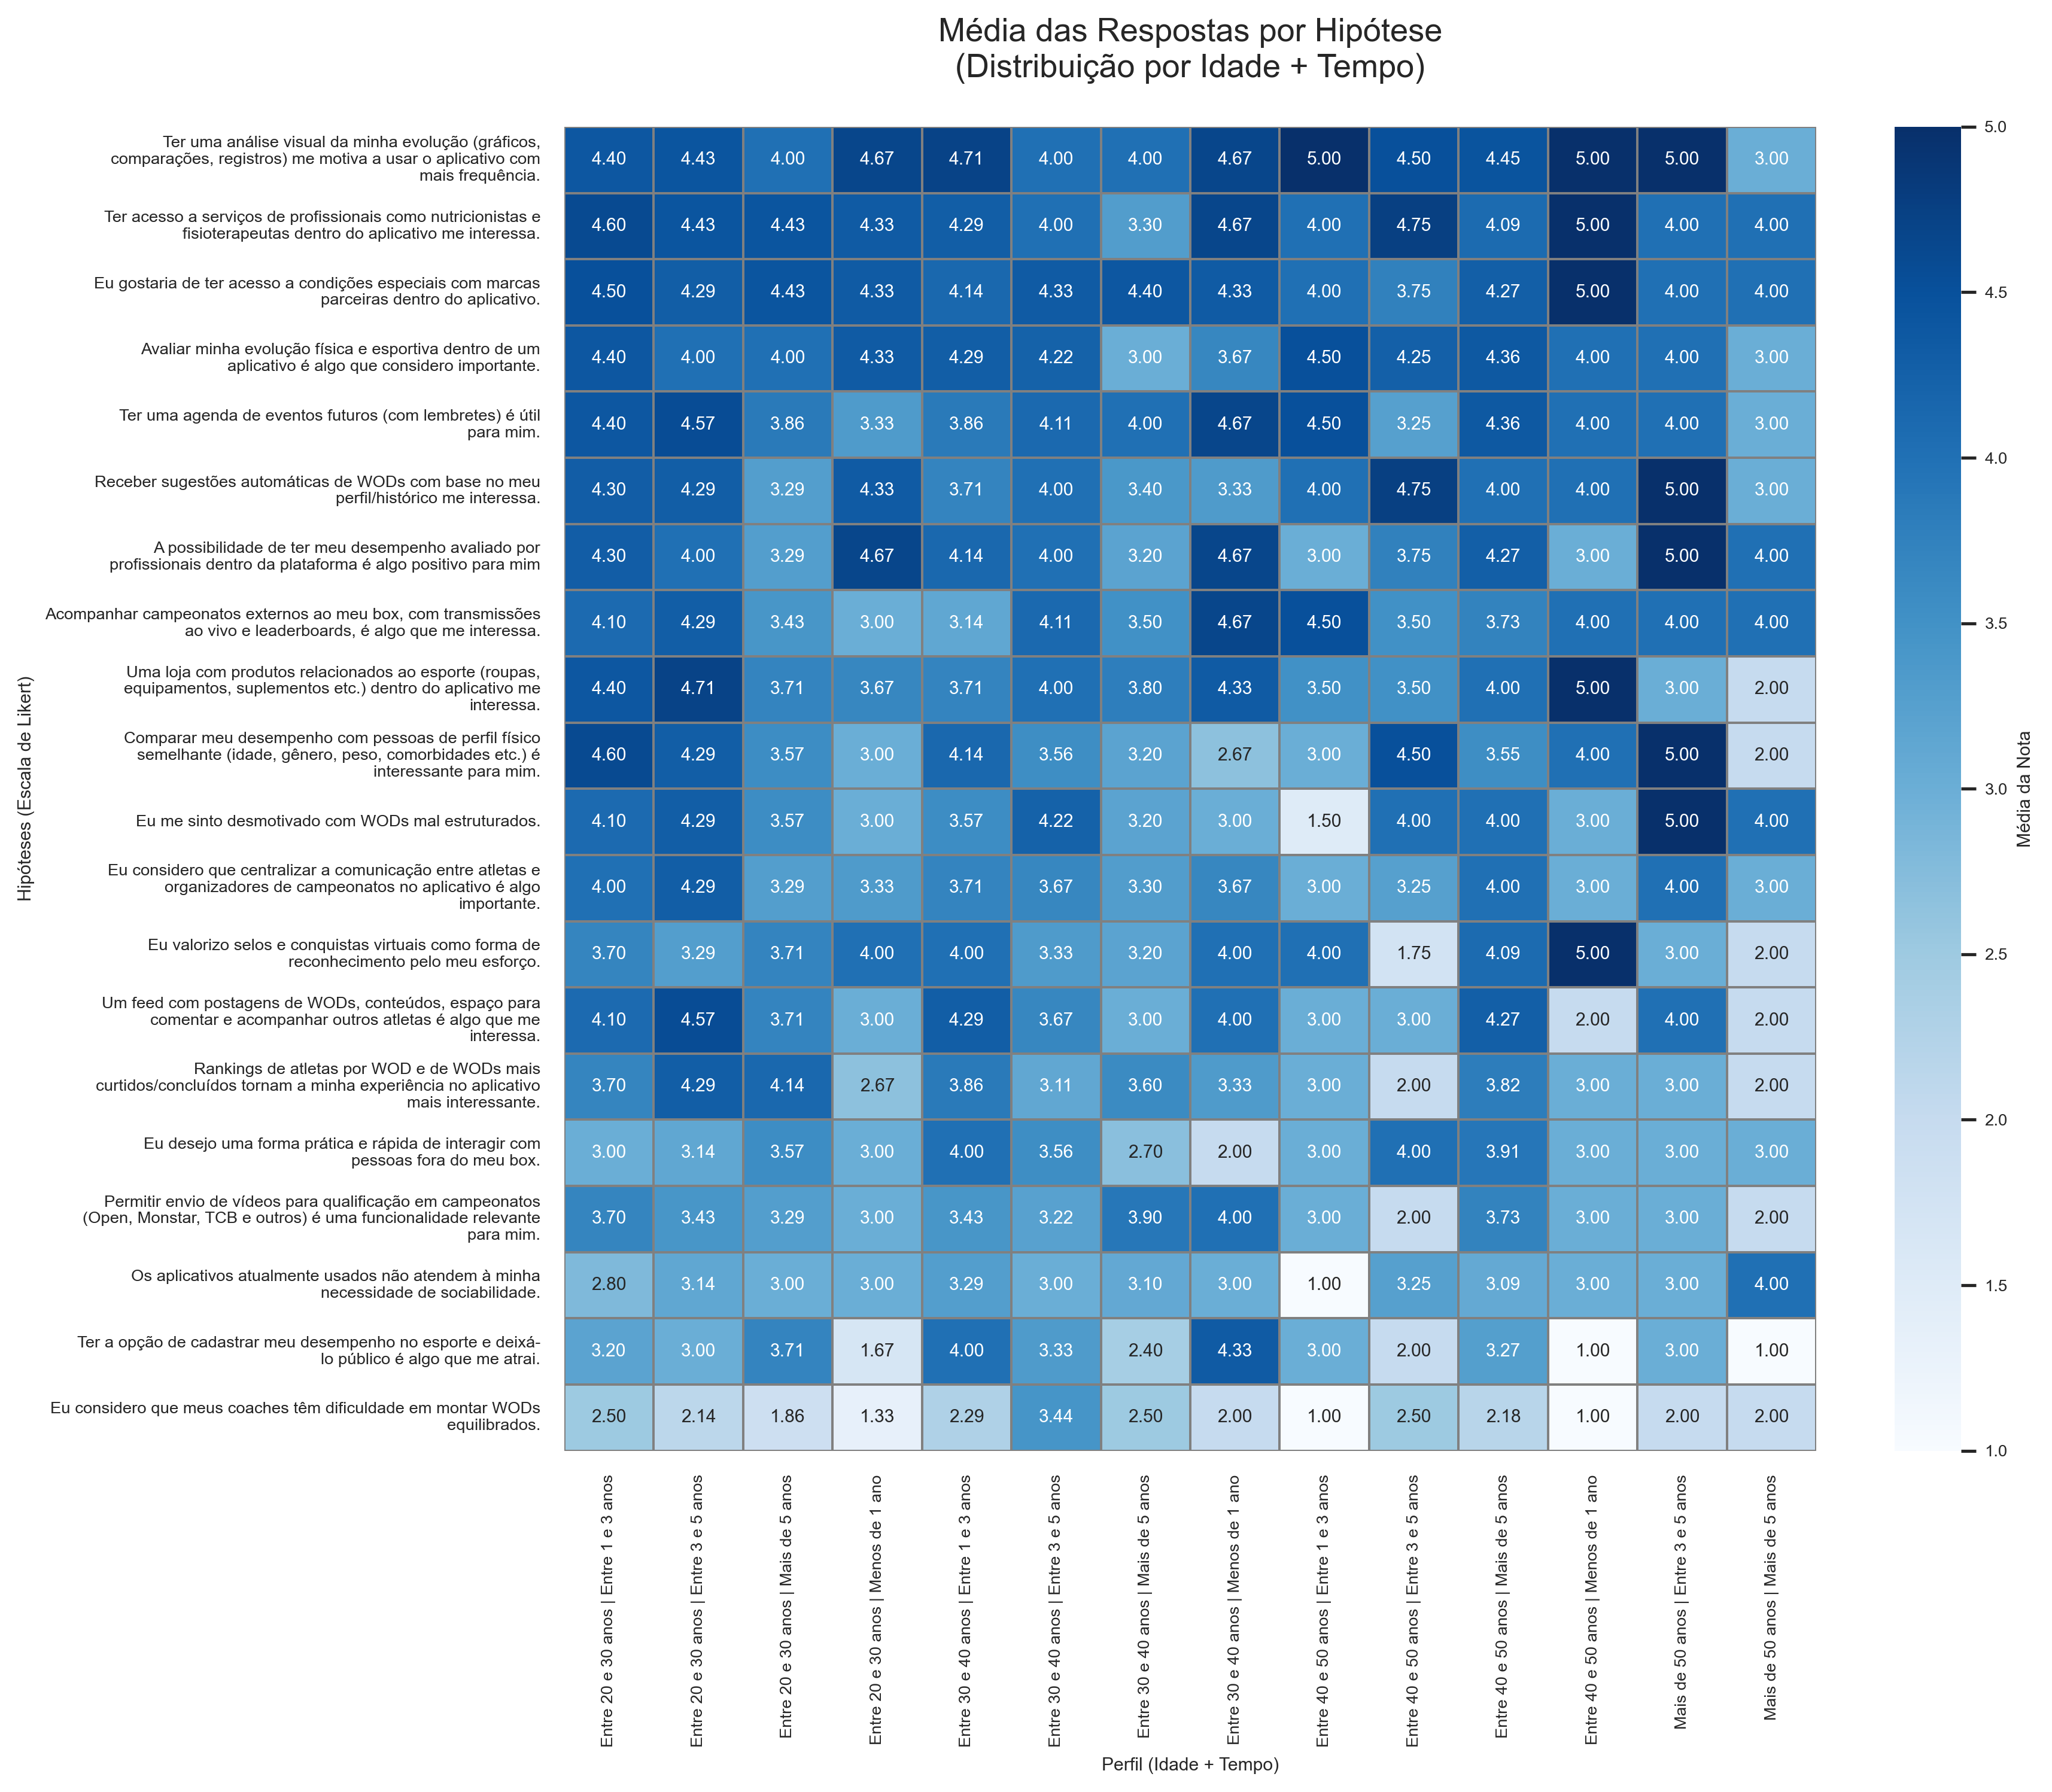 Média das Respostas por Hipótese
(Distribuição por Idade + Tempo)
Hipóteses (Escala de Likert)
Ter uma análise visual da minha evolução (gráficos,
comparações, registros) me motiva a usar o aplicativo com
mais frequência.
4.40 4.43 4.00 4.67 4.71 4.00 4.00 4.67 5.00 4.50 4.45 5.00 5.00 3.00
Ter acesso a serviços de profissionais como nutricionistas e
fisioterapeutas dentro do aplicativo me interessa.
4.60 4.43 4.43 4.33 4.29 4.00 3.30 4.67 4.00 4.75 4.09 5.00 4.00 4.00
Eu gostaria de ter acesso a condições especiais com marcas
parceiras dentro do aplicativo.
4.50 4.29 4.43 4.33 4.14 4.33 4.40 4.33 4.00 3.75 4.27 5.00 4.00 4.00
Avaliar minha evolução física e esportiva dentro de um
aplicativo é algo que considero importante.
4.40 4.00 4.00 4.33 4.29 4.22 3.00 3.67 4.50 4.25 4.36 4.00 4.00 3.00
Ter uma agenda de eventos futuros (com lembretes) é útil
para mim.
4.40 4.57 3.86 3.33 3.86 4.11 4.00 4.67 4.50 3.25 4.36 4.00 4.00 3.00
Receber sugestões automáticas de WODs com base no meu
perfil/histórico me interessa.
4.30 4.29 3.29 4.33 3.71 4.00 3.40 3.33 4.00 4.75 4.00 4.00 5.00 3.00
A possibilidade de ter meu desempenho avaliado por
profissionais dentro da plataforma é algo positivo para mim
4.30 4.00 3.29 4.67 4.14 4.00 3.20 4.67 3.00 3.75 4.27 3.00 5.00 4.00
Acompanhar campeonatos externos ao meu box, com transmissões
ao vivo e leaderboards, é algo que me interessa.
4.10 4.29 3.43 3.00 3.14 4.11 3.50 4.67 4.50 3.50 3.73 4.00 4.00 4.00
Uma loja com produtos relacionados ao esporte (roupas,
equipamentos, suplementos etc.) dentro do aplicativo me
interessa.
4.40 4.71 3.71 3.67 3.71 4.00 3.80 4.33 3.50 3.50 4.00 5.00 3.00 2.00
Comparar meu desempenho com pessoas de perfil físico
semelhante (idade, gênero, peso, comorbidades etc.) é
interessante para mim.
4.60 4.29 3.57 3.00 4.14 3.56 3.20 2.67 3.00 4.50 3.55 4.00 5.00 2.00
Eu me sinto desmotivado com WODs mal estruturados.
4.10 4.29 3.57 3.00 3.57 4.22 3.20 3.00 1.50 4.00 4.00 3.00 5.00 4.00
Eu considero que centralizar a comunicação entre atletas e
organizadores de campeonatos no aplicativo é algo
importante.
4.00 4.29 3.29 3.33 3.71 3.67 3.30 3.67 3.00 3.25 4.00 3.00 4.00 3.00
Eu valorizo selos e conquistas virtuais como forma de
reconhecimento pelo meu esforço.
3.70 3.29 3.71 4.00 4.00 3.33 3.20 4.00 4.00 1.75 4.09 5.00 3.00 2.00
Um feed com postagens de WODs, conteúdos, espaço para
comentar e acompanhar outros atletas é algo que me
interessa.
4.10 4.57 3.71 3.00 4.29 3.67 3.00 4.00 3.00 3.00 4.27 2.00 4.00 2.00
Rankings de atletas por WOD e de WODs mais
curtidos/concluídos tornam a minha experiência no aplicativo
mais interessante.
3.70 4.29 4.14 2.67 3.86 3.11 3.60 3.33 3.00 2.00 3.82 3.00 3.00 2.00
Eu desejo uma forma prática e rápida de interagir com
pessoas fora do meu box.
3.00 3.14 3.57 3.00 4.00 3.56 2.70 2.00 3.00 4.00 3.91 3.00 3.00 3.00
Permitir envio de vídeos para qualificação em campeonatos
(Open, Monstar, TCB e outros) é uma funcionalidade relevante
para mim.
3.70 3.43 3.29 3.00 3.43 3.22 3.90 4.00 3.00 2.00 3.73 3.00 3.00 2.00
Os aplicativos atualmente usados não atendem à minha
necessidade de sociabilidade.
2.80 3.14 3.00 3.00 3.29 3.00 3.10 3.00 1.00 3.25 3.09 3.00 3.00 4.00
Ter a opção de cadastrar meu desempenho no esporte e deixá-
lo público é algo que me atrai.
3.20 3.00 3.71 1.67 4.00 3.33 2.40 4.33 3.00 2.00 3.27 1.00 3.00 1.00
Eu considero que meus coaches têm dificuldade em montar WODs
equilibrados.
2.50 2.14 1.86 1.33 2.29 3.44 2.50 2.00 1.00 2.50 2.18 1.00 2.00 2.00
Entre 20 e 30 anos | Entre 1 e 3 anos
Entre 20 e 30 anos | Entre 3 e 5 anos
Entre 20 e 30 anos | Mais de 5 anos
Entre 20 e 30 anos | Menos de 1 ano
Entre 30 e 40 anos | Entre 1 e 3 anos
Entre 30 e 40 anos | Entre 3 e 5 anos
Entre 30 e 40 anos | Mais de 5 anos
Entre 30 e 40 anos | Menos de 1 ano
Entre 40 e 50 anos | Entre 1 e 3 anos
Entre 40 e 50 anos | Entre 3 e 5 anos
Entre 40 e 50 anos | Mais de 5 anos
Entre 40 e 50 anos | Menos de 1 ano
Mais de 50 anos | Entre 3 e 5 anos
Mais de 50 anos | Mais de 5 anos
Perfil (Idade + Tempo)
5.0
4.5
4.0
3.5
3.0
2.5
2.0
1.5
1.0
Média da Nota